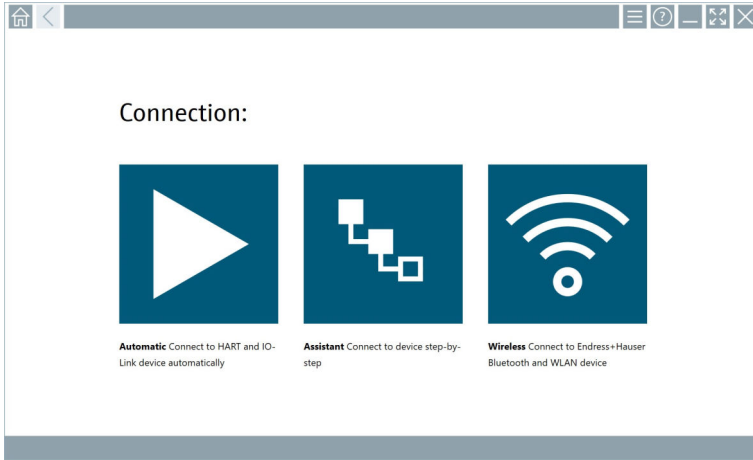 Connection:
Automatic Connect to HART and IO-
Link device automatically
Assistant Connect to device step-by-
step
Wireless Connect to Endress+Hauser
Bluetooth and WLAN device